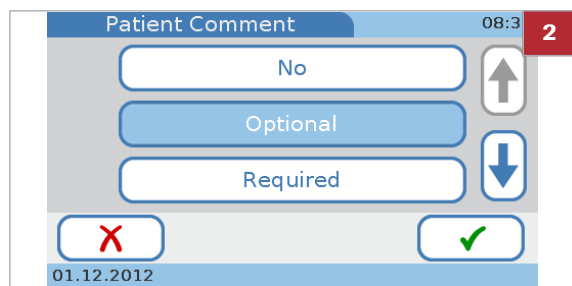 Patient Comment 08:3
2
No
Optional
Required
01.12.2012